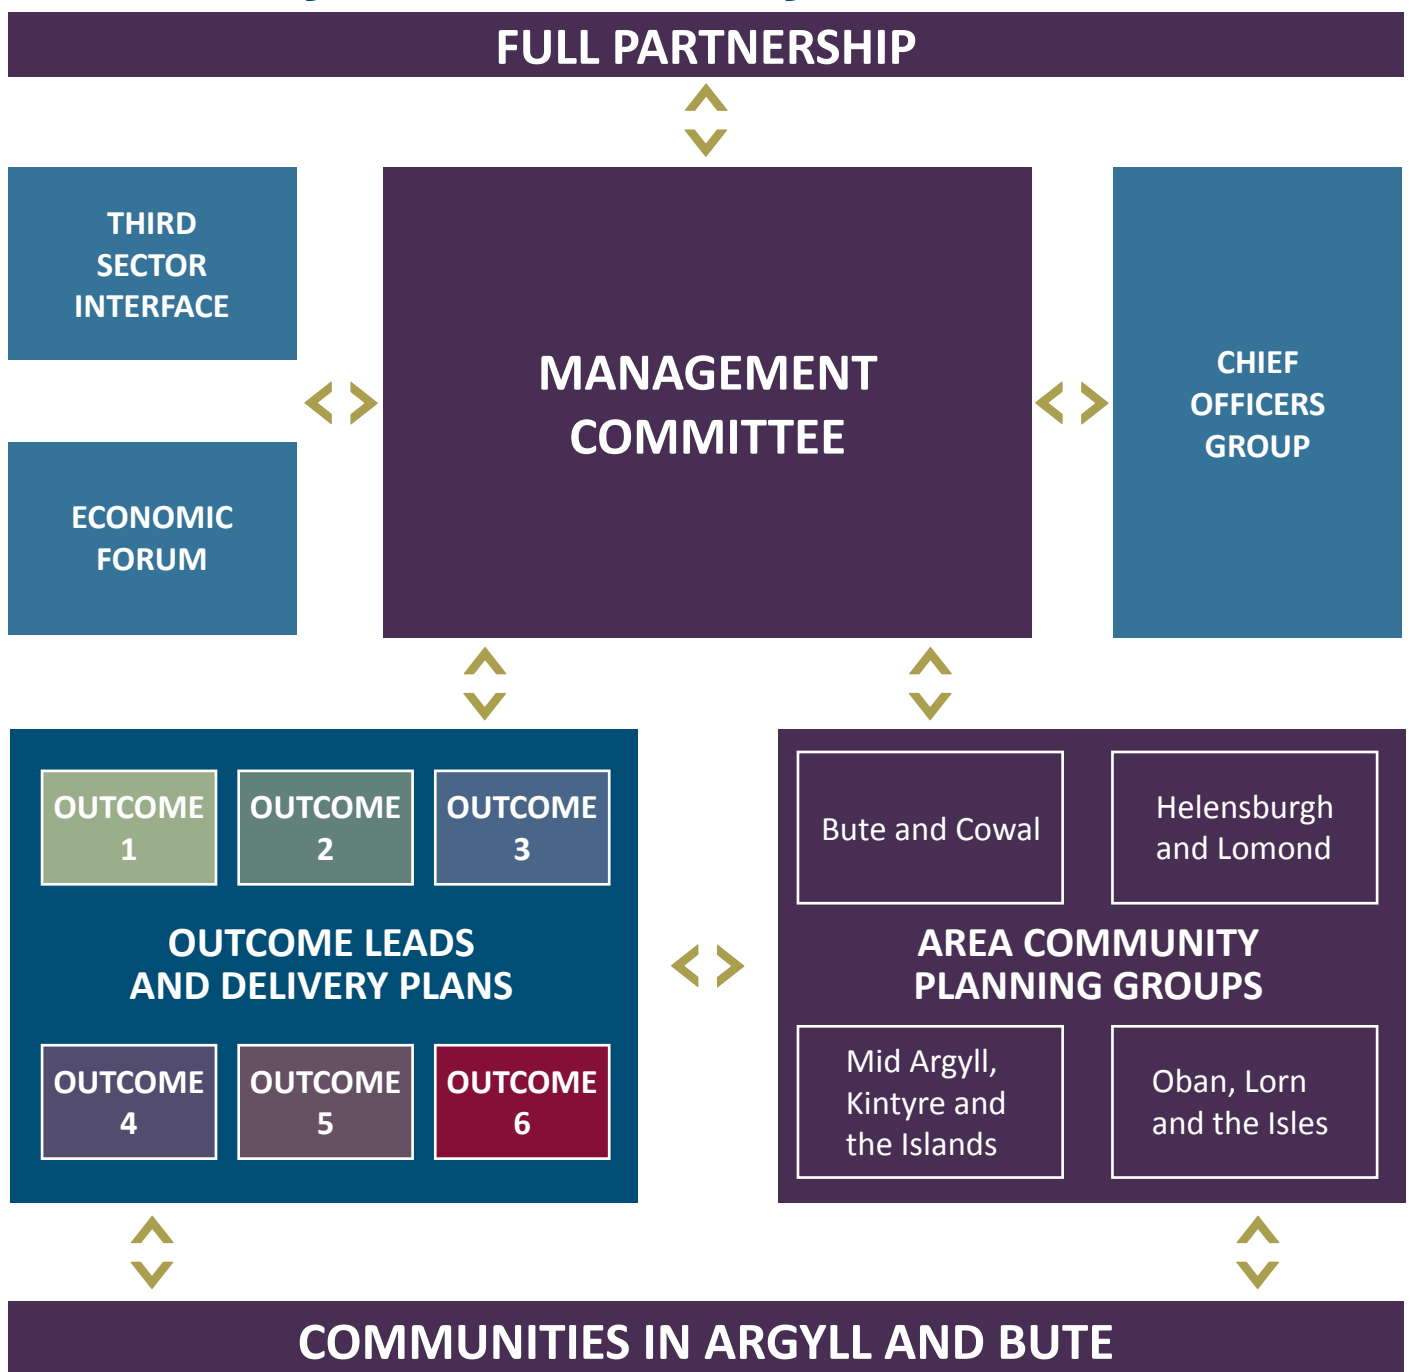 FULL PARTNERSHIP
THIRD
SECTOR
INTERFACE
ECONOMIC
FORUM
MANAGEMENT
COMMITTEE
CHIEF
OFFICERS
GROUP
OUTCOME
1
OUTCOME
2
OUTCOME
3
OUTCOME LEADS
AND DELIVERY PLANS
OUTCOME
4
OUTCOME
5
OUTCOME
6
Bute and Cowal
Helensburgh
and Lomond
AREA COMMUNITY
PLANNING GROUPS
Mid Argyll,
Kintyre and
the Islands
Oban, Lorn
and the Isles
COMMUNITIES IN ARGYLL AND BUTE